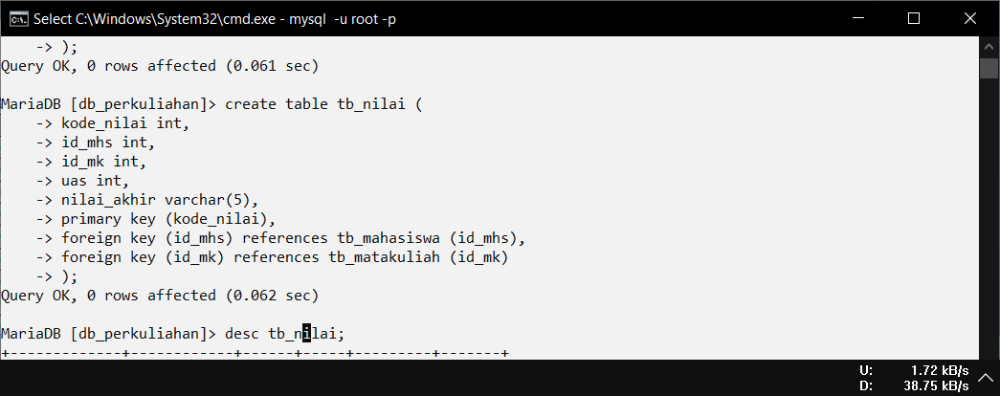 Select C:\Windows\System32\cmd.exe - mysql  -u root -p
    -> );
Query OK, 0 rows affected (0.061 sec)
MariaDB [db_perkuliahan]> create table tb_nilai (
    -> kode_nilai int,
    -> id_mhs int,
    -> id_mk int,
    -> uas int,
    -> nilai_akhir varchar(5),
    -> primary key (kode_nilai),
    -> foreign key (id_mhs) references tb_mahasiswa (id_mhs),
    -> foreign key (id_mk) references tb_matakuliah (id_mk)
    -> );
Query OK, 0 rows affected (0.062 sec)
MariaDB [db_perkuliahan]> desc tb_nilai;
+-------------+------------+------+-----+---------+-------+
U: 1.72 kB/s
D: 38.75 kB/s